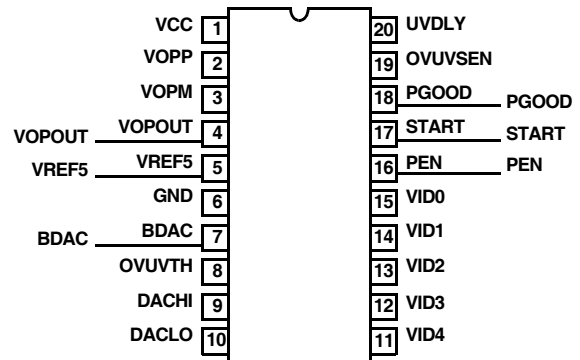 VCC 1 20 UVDLY
VOPP 2 19 OVUVSEN
VOPM 3 18 PGOOD PGOOD
VOPOUT VOPOUT 4 17 START START
VREF5 VREF5 5 16 PEN PEN
GND 6 15 VID0
BDAC BDAC 7 14 VID1
OVUVTH 8 13 VID2
DACHI 9 12 VID3
DACLO 10 11 VID4